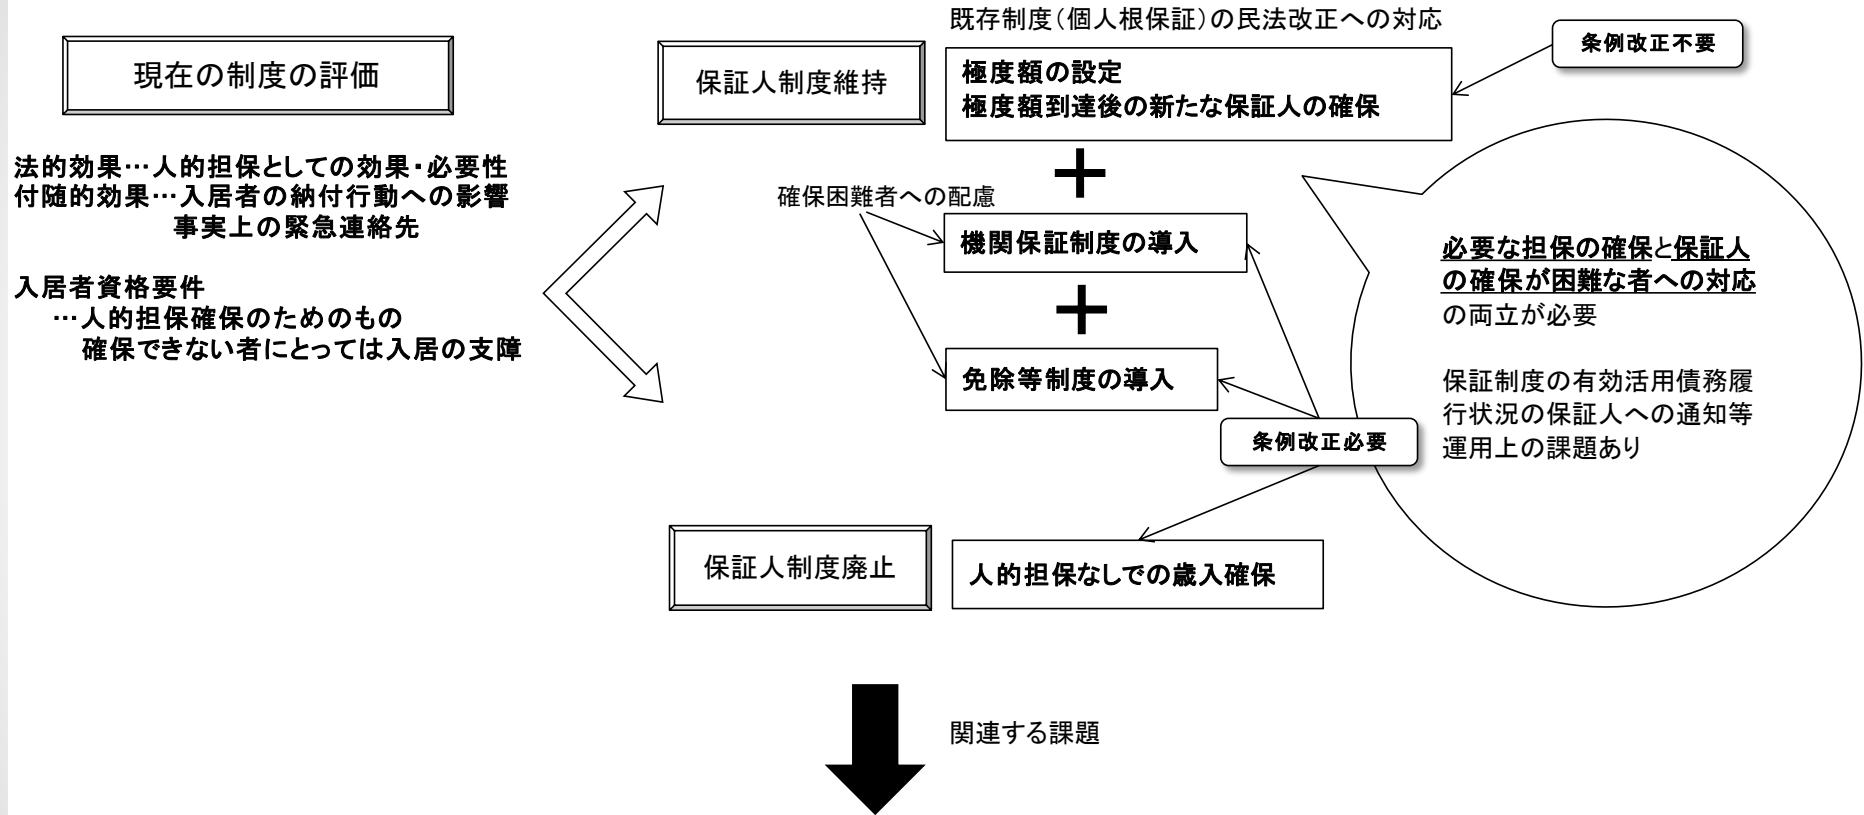 現在の制度の評価
法的効果…人的担保としての効果・必要性
付随的効果…入居者の納付行動への影響
事実上の緊急連絡先
入居者資格要件
…人的担保確保のためのもの
確保できない者にとっては入居の支障
既存制度（個人根保証）の民法改正への対応
保証人制度維持
極度額の設定
極度額到達後の新たな保証人の確保
条例改正不要
＋
確保困難者への配慮
機関保証制度の導入
＋
免除等制度の導入
条例改正必要
必要な担保の確保と保証人
の確保が困難な者への対応
の両立が必要
保証制度の有効活用債務履
行状況の保証人への通知等
運用上の課題あり
保証人制度廃止
人的担保なしでの歳入確保
関連する課題